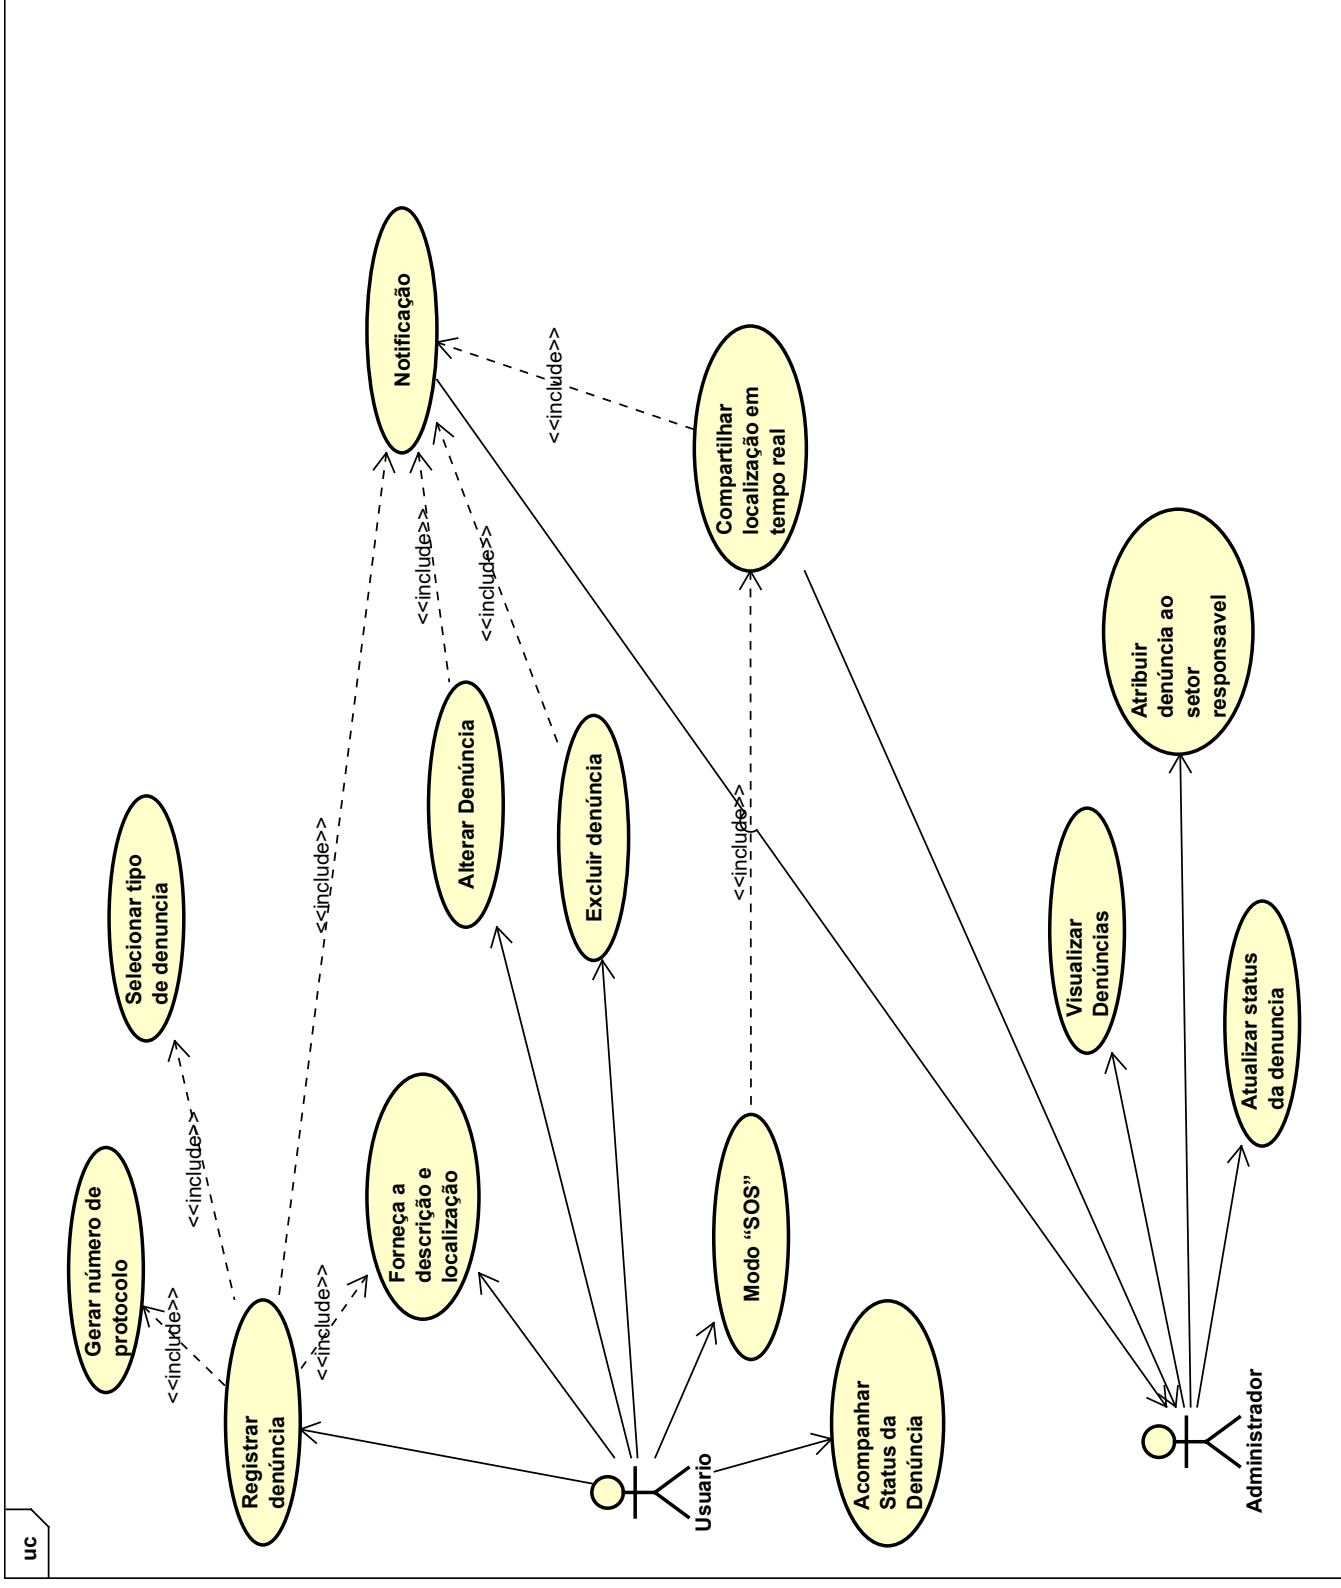 uc
Gerar número de
protocolo
Selecionar tipo
de denuncia
Registrar
denúncia
<<include>>
<<include>>
<<include>>
<<include>>
Forneça a
descrição e
localização
Notificação
Alterar Denúncia
<<include>>
Excluir denúncia
<<include>>
<<include>>
Usuario
Modo “SOS”
<<include>>
Compartilhar
localização em
tempo real
Acompanhar
Status da
Denúncia
Visualizar
Denúncias
Atribuir
denúncia ao
setor
responsavel
Atualizar status
da denuncia
Administrador